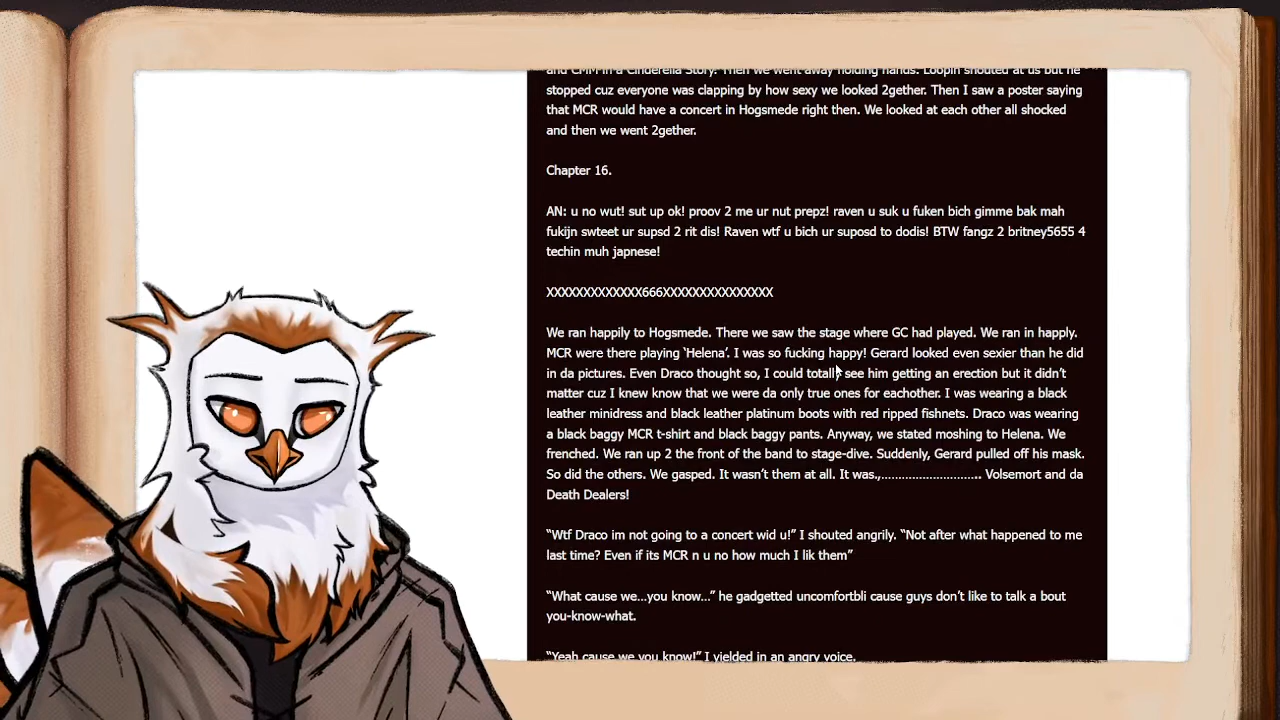 and CMM in a Cinderella Story. Then we went away holding hands. Loopin shouted at us but he
stopped cuz everyone was clapping by how sexy we looked 2gether. Then I saw a poster saying
that MCR would have a concert in Hogsmede right then. We looked at each other all shocked
and then we went 2gether.
Chapter 16.
AN: u no wut! sut up ok! proov 2 me ur nut prepz! raven u suk u fuken bich gimme bak mah
fukijn swteet ur supsd 2 rit dis! Raven wtf u bich ur suposd to dodis! BTW fangz 2 britney5655 4
techin muh japnese!
XXXXXXXXXXXXX666XXXXXXXXXXXXXXXX
We ran happily to Hogsmede. There we saw the stage where GC had played. We ran in happly.
MCR were there playing ‘Helena’. I was so fucking happy! Gerard looked even sexier than he did
in da pictures. Even Draco thought so, I could totally see him getting an erection but it didn’t
matter cuz I knew know that we were da only true ones for eachother. I was wearing a black
leather minidress and black leather platinum boots with red ripped fishnets. Draco was wearing
a black baggy MCR t-shirt and black baggy pants. Anyway, we stated moshing to Helena. We
frenched. We ran up 2 the front of the band to stage-dive. Suddenly, Gerard pulled off his mask.
So did the others. We gasped. It wasn’t them at all. It was,,……………………….. Volsemort and da
Death Dealers!
“Wtf Draco im not going to a concert wid u!” I shouted angrily. “Not after what happened to me
last time? Even if its MCR n u no how much I lik them”
“What cause we…you know…” he gadgetted uncomfortbli cause guys don’t like to talk a bout
you-know-what.
“Yeah cause we you know!” I yielded in an angry voice.